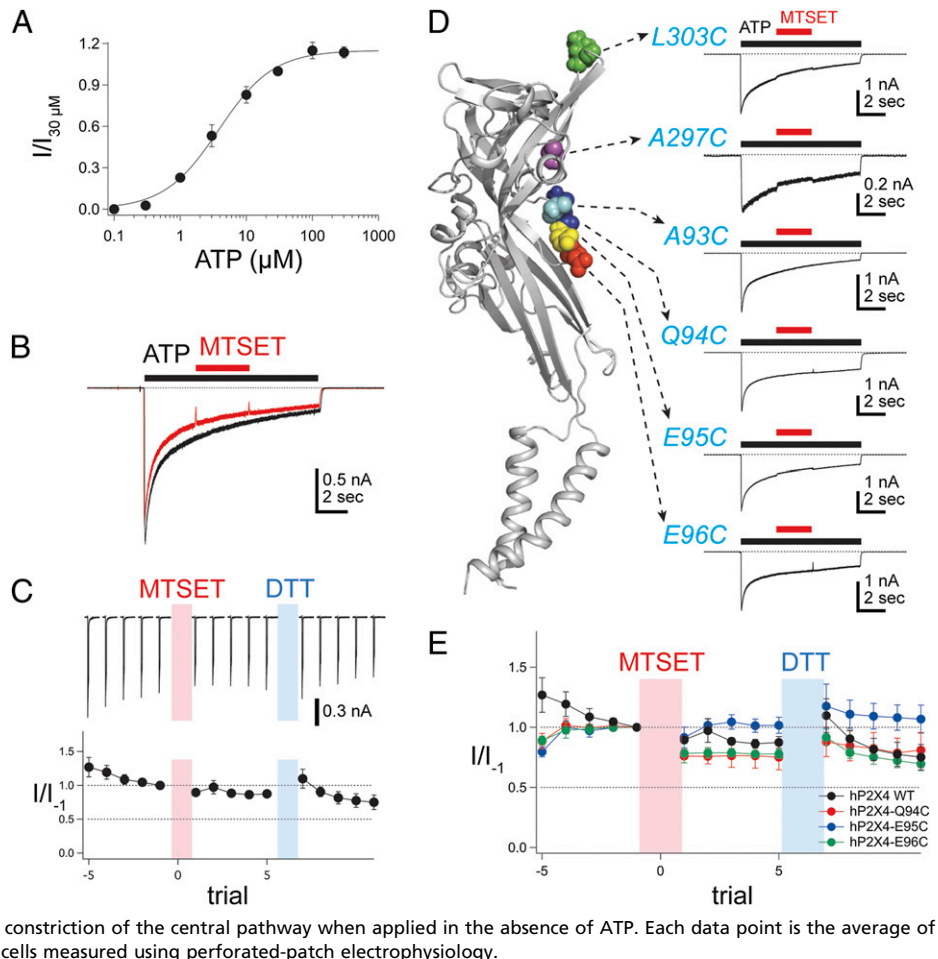 A
1.2
0.9
0.6
0.3
0.0
I/I30 µM
0.1
1
10
100
1000
ATP (µM)
B
ATP
MTSET
0.5 nA
2 sec
C
MTSET
DTT
0.3 nA
1.5
1.0
0.5
0.0
I/I-1
-5
0
5
trial
D
MTSET
ATP
L303C
1 nA
2 sec
A297C
0.2 nA
2 sec
A93C
1 nA
2 sec
Q94C
1 nA
2 sec
E95C
1 nA
2 sec
E96C
1 nA
2 sec
E
MTSET
DTT
1.5
1.0
0.5
0.0
I/I-1
hP2X4 WT
hP2X4-Q94C
hP2X4-E95C
hP2X4-E96C
-5
0
5
trial
constriction of the central pathway when applied in the absence of ATP. Each data point is the average of
cells measured using perforated-patch electrophysiology.